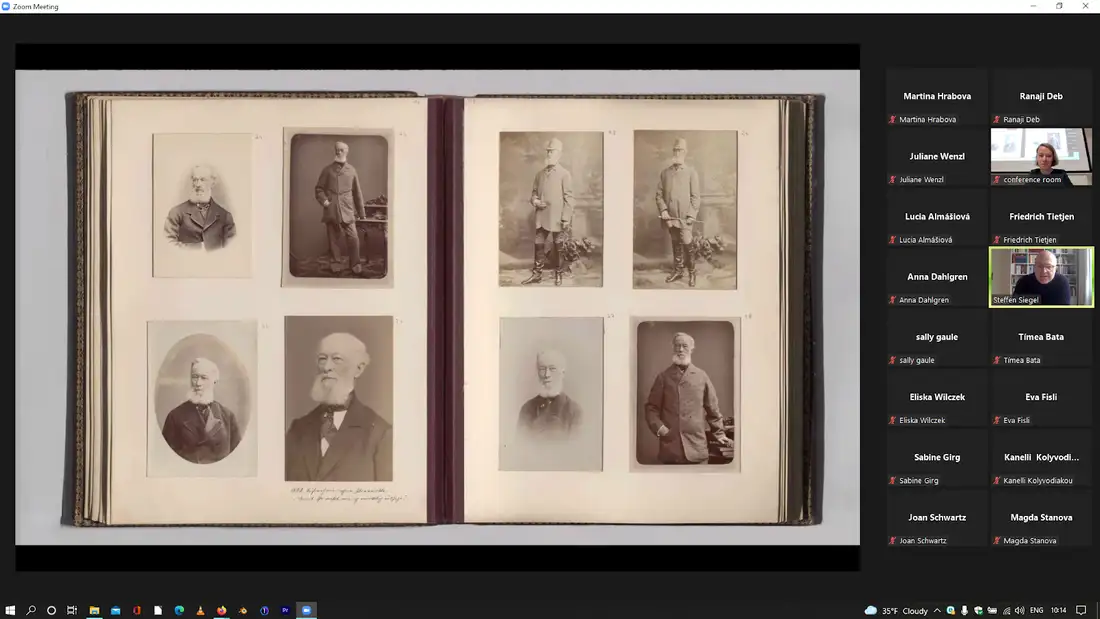 Zoom Meeting
Martina Hrabova
Martina Hrabova
Ranaji Deb
Ranaji Deb
Juliane Wenzl
Juliane Wenzl
conference room
Lucia Almášiová
Lucia Almášiová
Friedrich Tietjen
Friedrich Tietjen
Anna Dahlgren
Anna Dahlgren
Steffen Siegel
sally gaule
sally gaule
Tímea Bata
Tímea Bata
Eliska Wilczek
Eliska Wilczek
Eva Fisli
Eva Fisli
Sabine Girg
Sabine Girg
Kanelli Kolyvodi...
Kanelli Kolyvodiakou
Joan Schwartz
Joan Schwartz
Magda Stanova
Magda Stanova
35°F Cloudy
ENG
10:14